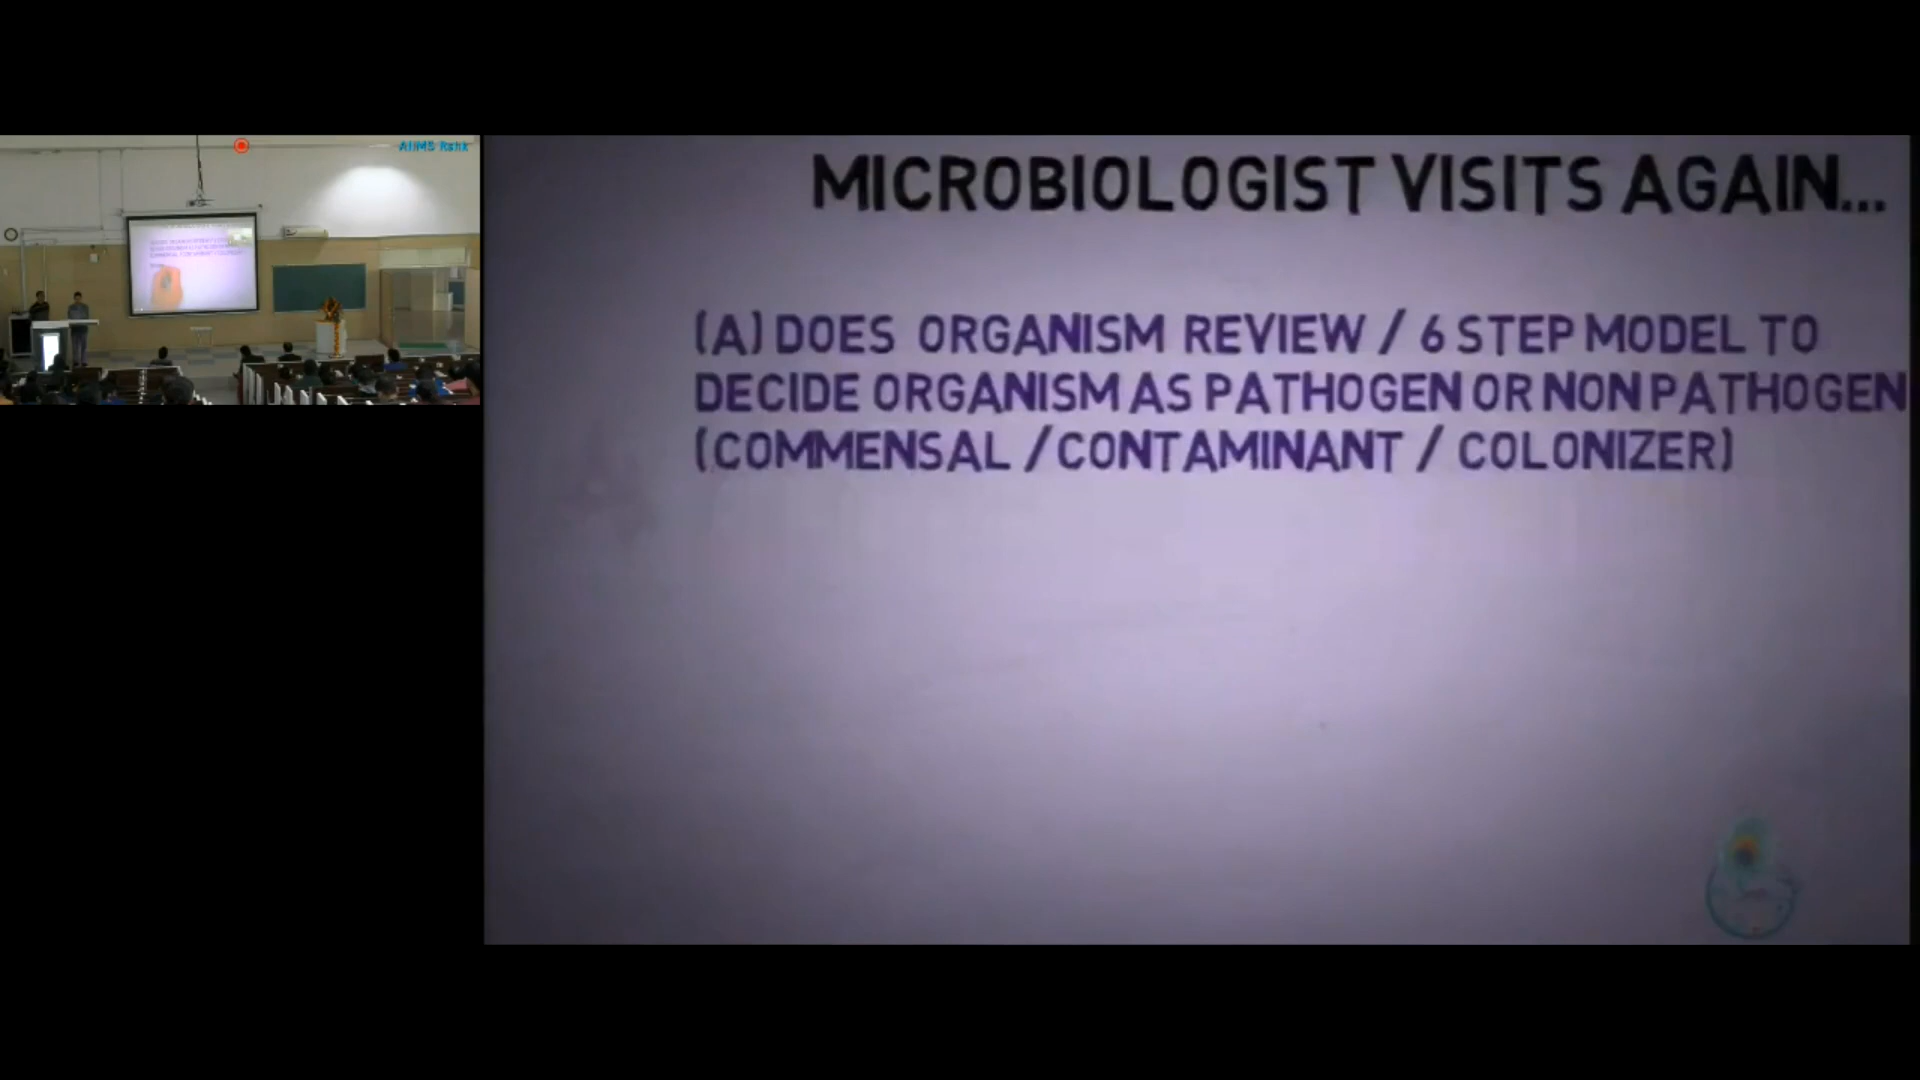 MICROBIOLOGIST VISITS AGAIN...
(A) DOES ORGANISM REVIEW / 6 STEP MODEL TO
DECIDE ORGANISM AS PATHOGEN OR NON PATHOGEN
(COMMENSAL / CONTAMINANT / COLONIZER)